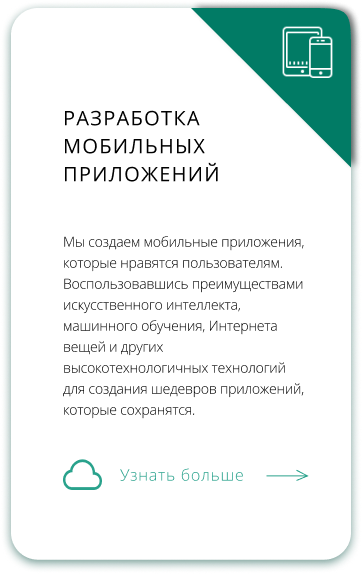 РАЗРАБОТКА
МОБИЛЬНЫХ
ПРИЛОЖЕНИЙ
Мы создаем мобильные приложения,
которые нравятся пользователям.
Воспользовавшись преимуществами
искусственного интеллекта,
машинного обучения, Интернета
вещей и других
высокотехнологичных технологий
для создания шедевров приложений,
которые сохранятся.
Узнать больше